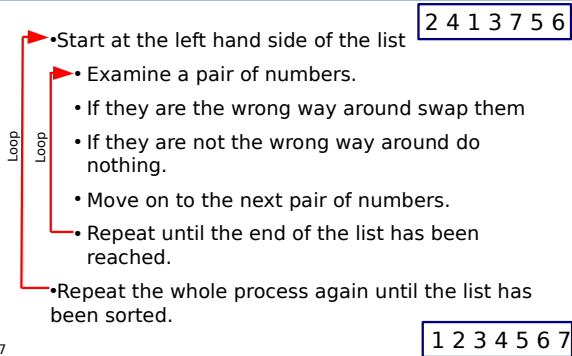 2 4 1 3 7 5 6
•Start at the left hand side of the list
• Examine a pair of numbers.
• If they are the wrong way around swap them
• If they are not the wrong way around do
nothing.
• Move on to the next pair of numbers.
• Repeat until the end of the list has been
reached.
•Repeat the whole process again until the list has
been sorted.
Loop
Loop
1 2 3 4 5 6 7
7